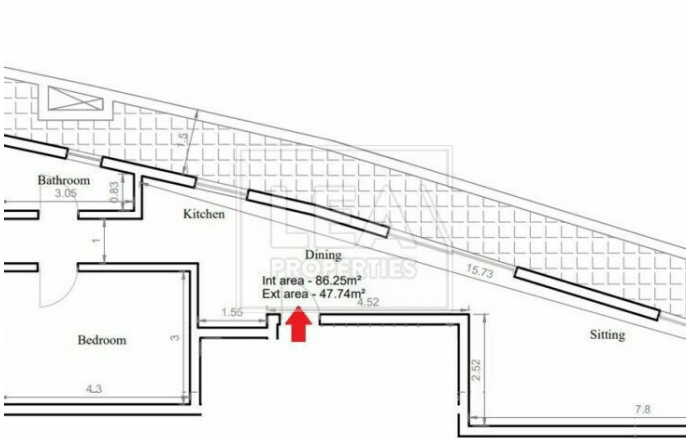 1.5
Bathroom
3.05
0.83
Kitchen
1
LEA
Dining
PROPERTIES
15.73
Int area - 86.25m²
Ext area - 47.74m²
4.52
1.55
Sitting
Bedroom
3
2.52
4.3
7.8